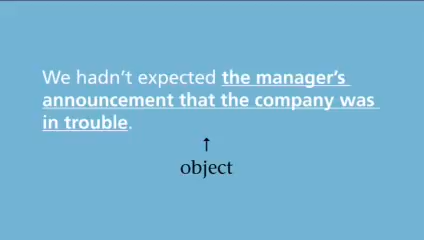 We hadn’t expected the manager’s
announcement that the company was
in trouble.
↑
object